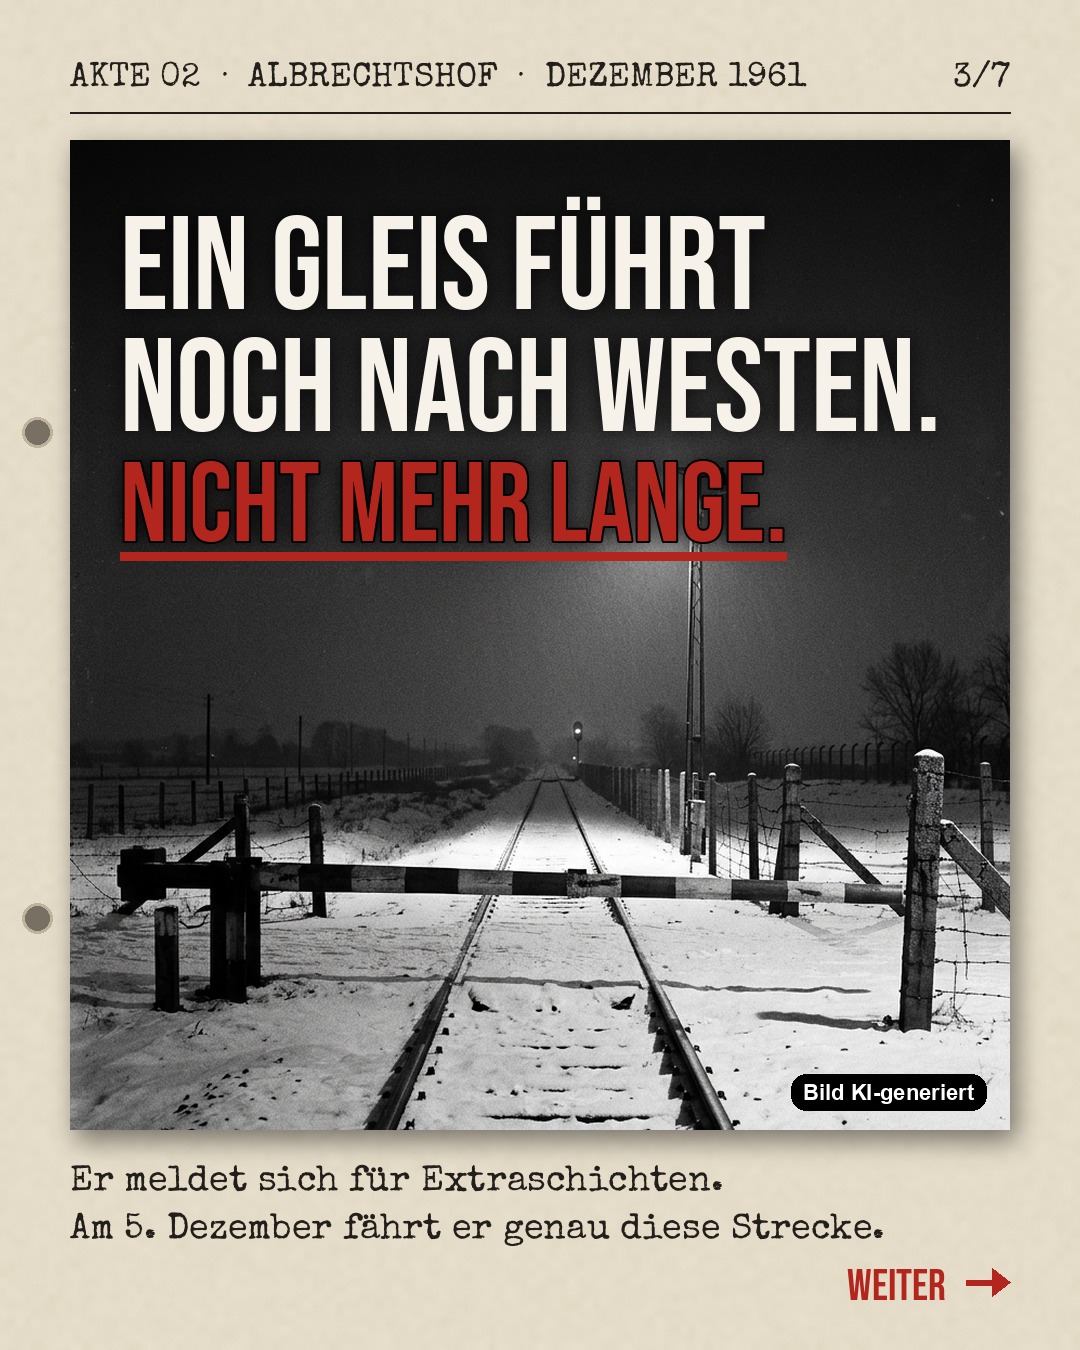 AKTE 02 · ALBRECHTSHOF · DEZEMBER 1961 3/7
EIN GLEIS FÜHRT
NOCH NACH WESTEN.
NICHT MEHR LANGE.
Bild KI-generiert
Er meldet sich für Extraschichten.
Am 5. Dezember fährt er genau diese Strecke.
WEITER →